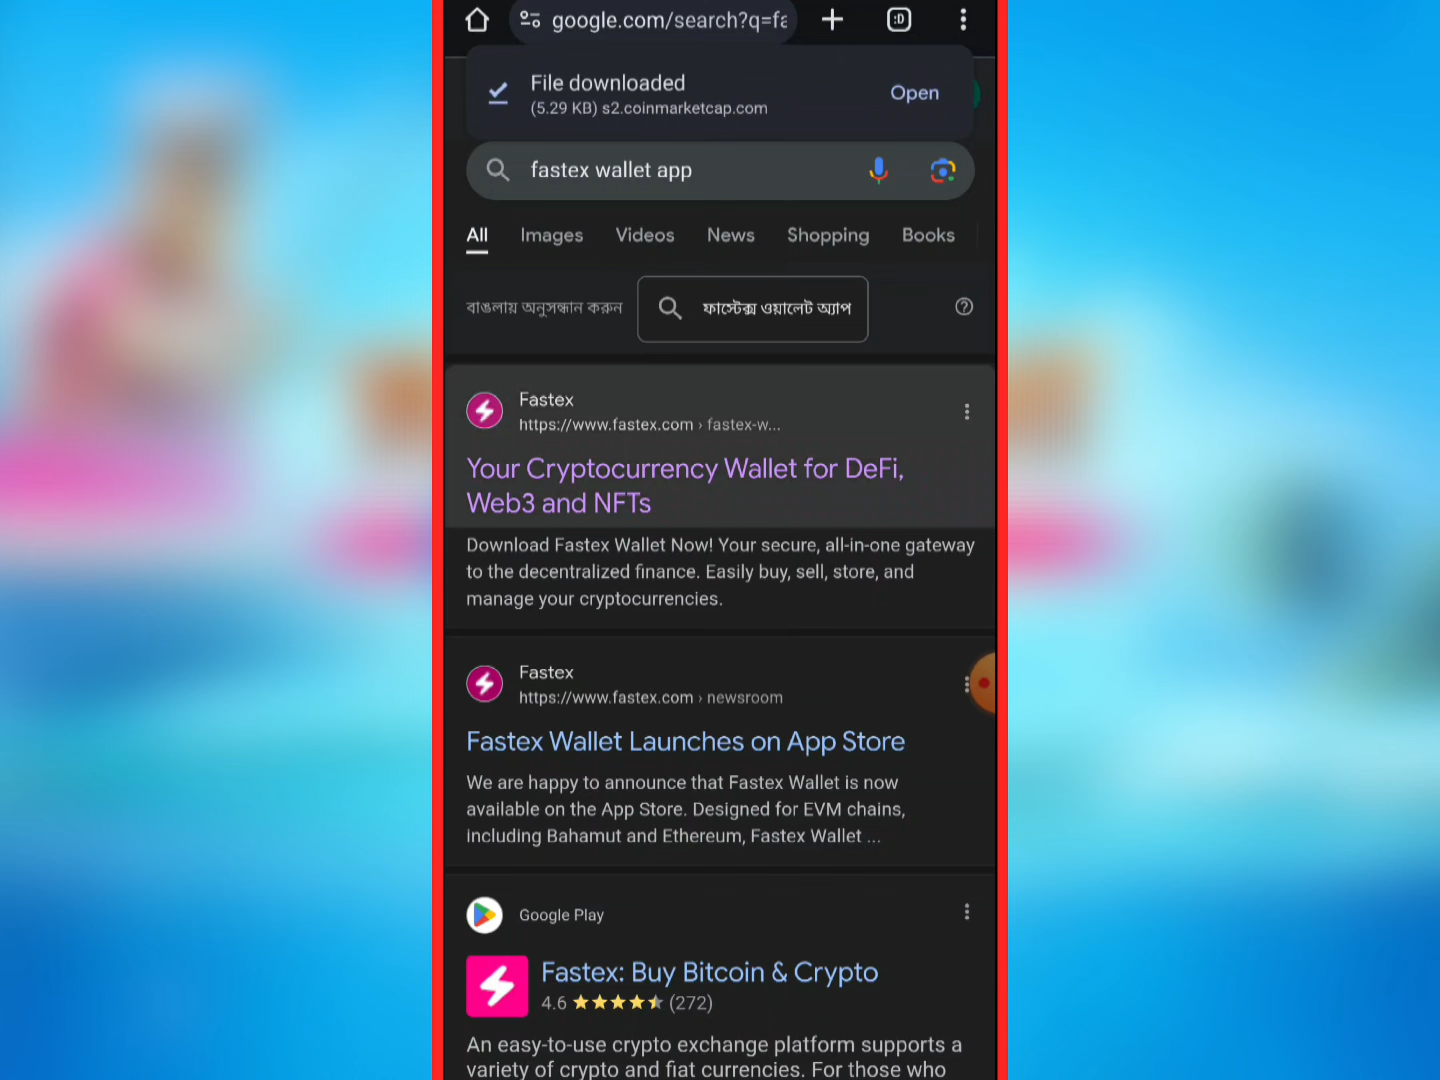 google.com/search?q=fa
:D
File downloaded
Open
(5.29 KB) s2.coinmarketcap.com
fastex wallet app
All Images Videos News Shopping Books
বাঙলায় অনুসন্ধান করুন
ফাস্টেক্স ওয়ালেট অ্যাপ
Fastex
https://www.fastex.com › fastex-w...
Your Cryptocurrency Wallet for DeFi,
Web3 and NFTs
Download Fastex Wallet Now! Your secure, all-in-one gateway
to the decentralized finance. Easily buy, sell, store, and
manage your cryptocurrencies.
Fastex
https://www.fastex.com › newsroom
Fastex Wallet Launches on App Store
We are happy to announce that Fastex Wallet is now
available on the App Store. Designed for EVM chains,
including Bahamut and Ethereum, Fastex Wallet ...
Google Play
Fastex: Buy Bitcoin & Crypto
4.6 (272)
An easy-to-use crypto exchange platform supports a
variety of crypto and fiat currencies. For those who